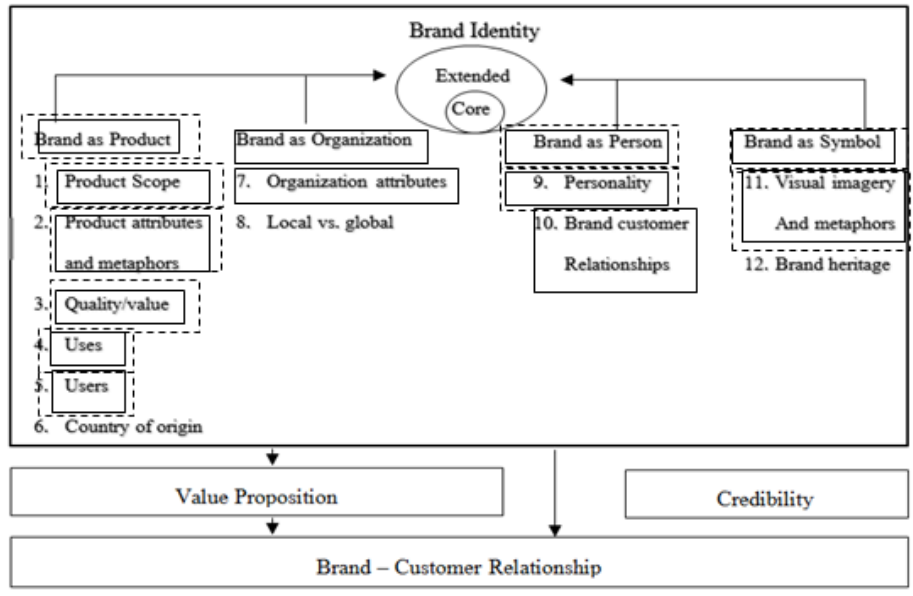 Brand Identity
Extended
Core
Brand as Product
1. Product Scope
2. Product attributes
and metaphors
3. Quality/value
4. Uses
5. Users
6. Country of origin
Brand as Organization
7. Organization attributes
8. Local vs. global
Brand as Person
9. Personality
10. Brand customer
Relationships
Brand as Symbol
11. Visual imagery
And metaphors
12. Brand heritage
Value Proposition
Credibility
Brand – Customer Relationship